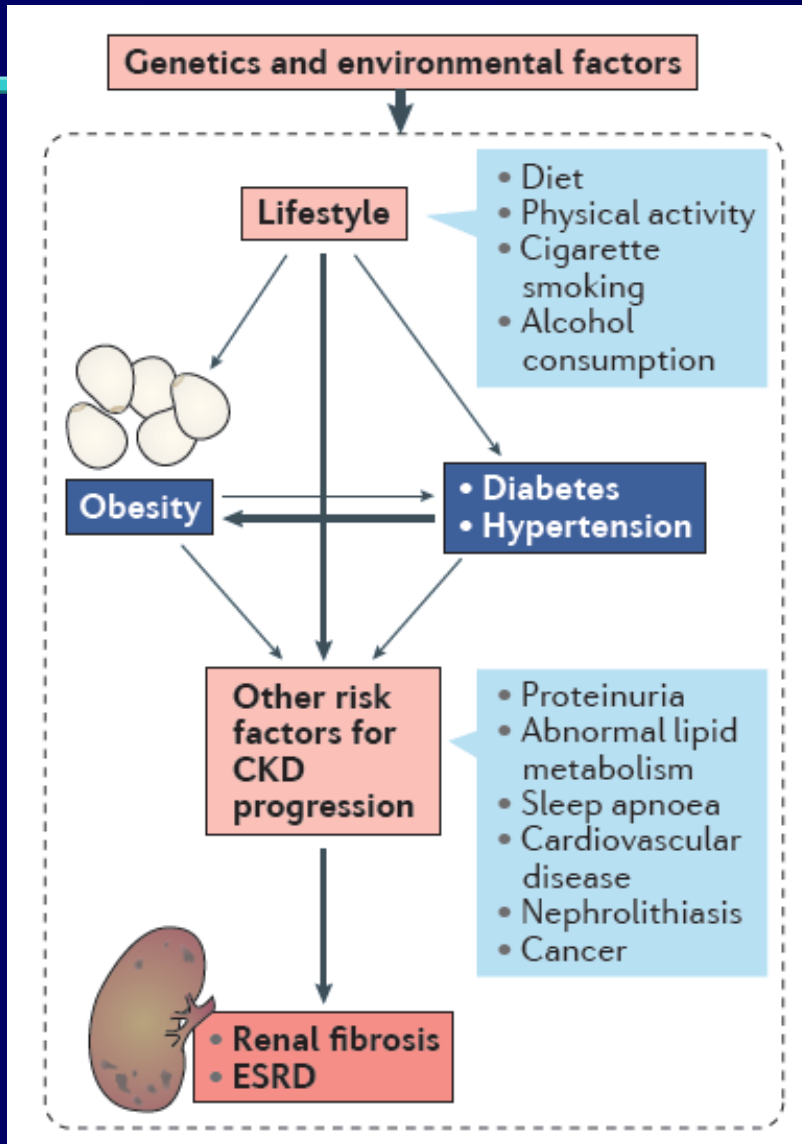 Genetics and environmental factors
Lifestyle
• Diet
• Physical activity
• Cigarette
smoking
• Alcohol
consumption
Obesity
• Diabetes
• Hypertension
Other risk
factors for
CKD
progression
• Proteinuria
• Abnormal lipid
metabolism
• Sleep apnoea
• Cardiovascular
disease
• Nephrolithiasis
• Cancer
• Renal fibrosis
• ESRD